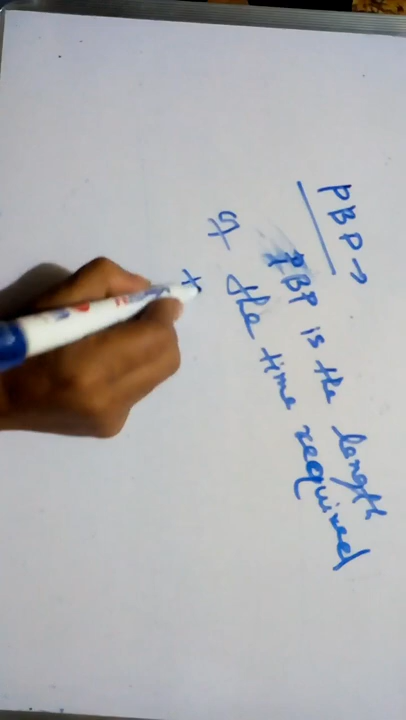 PBP →
PBP is the length
of the time required
t